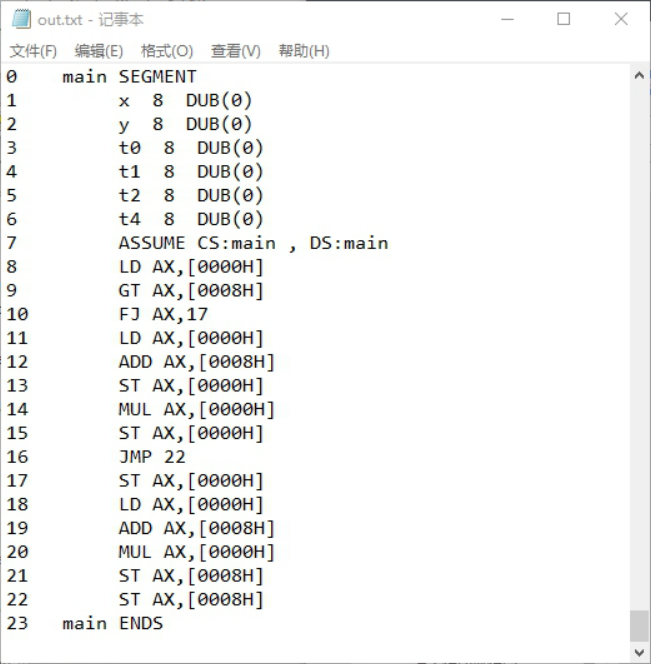 out.txt - 记事本
文件(F) 编辑(E) 格式(O) 查看(V) 帮助(H)
0 main SEGMENT
1 x 8 DUB(0)
2 y 8 DUB(0)
3 t0 8 DUB(0)
4 t1 8 DUB(0)
5 t2 8 DUB(0)
6 t4 8 DUB(0)
7 ASSUME CS:main , DS:main
8 LD AX,[0000H]
9 GT AX,[0008H]
10 FJ AX,17
11 LD AX,[0000H]
12 ADD AX,[0008H]
13 ST AX,[0000H]
14 MUL AX,[0000H]
15 ST AX,[0000H]
16 JMP 22
17 ST AX,[0000H]
18 LD AX,[0000H]
19 ADD AX,[0008H]
20 MUL AX,[0000H]
21 ST AX,[0008H]
22 ST AX,[0008H]
23 main ENDS